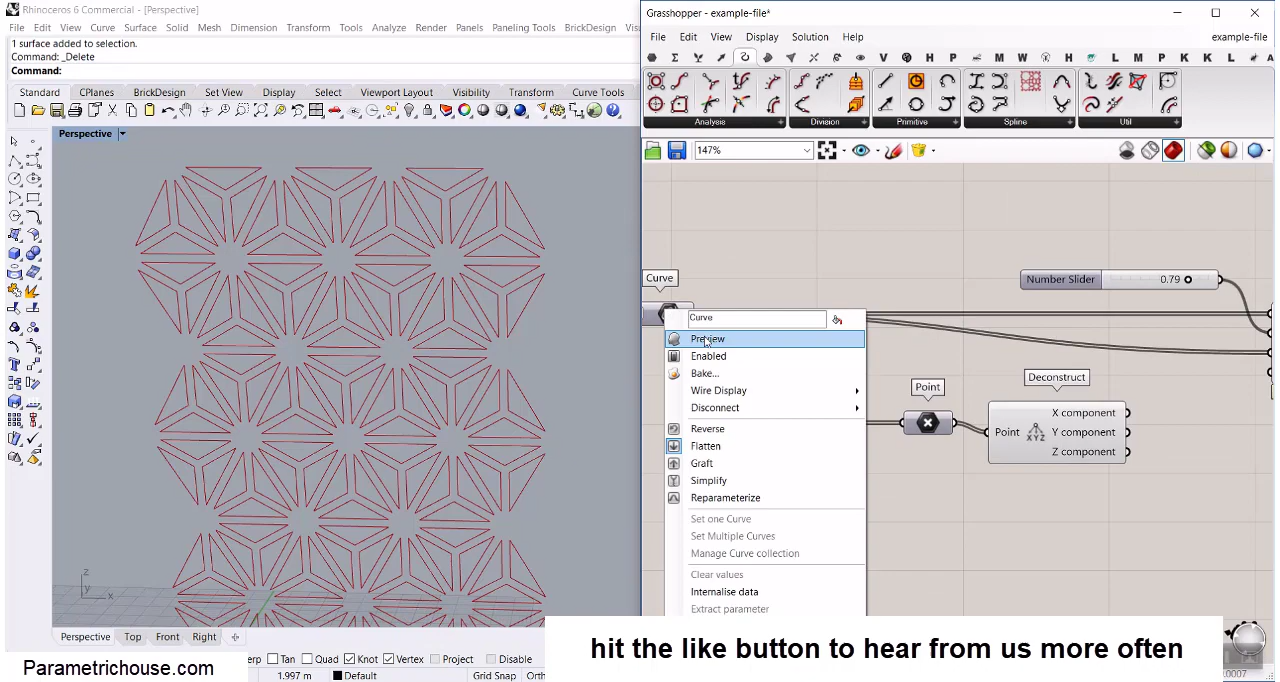 Rhinoceros 6 Commercial - [Perspective]
File Edit View Curve Surface Solid Mesh Dimension Transform Tools Analyze Render Panels Paneling Tools BrickDesign
1 surface added to selection.
Command: _Delete
Command:
Standard CPlanes BrickDesign Set View Display Select Viewport Layout Visibility Transform Curve Tools
Perspective
z
y
x
Perspective Top Front Right
Tan Quad Knot Vertex Project Disable
1.997 m Default Grid Snap
Parametrichouse.com
Grasshopper - example-file*
File Edit View Display Solution Help example-file
V H P M W H L M P K K L A
Analysis Division Primitive Spline Util
147%
Curve
Number Slider 0.79
Curve
Preview
Enabled
Bake...
Wire Display
Disconnect
Reverse
Flatten
Graft
Simplify
Reparameterize
Set one Curve
Set Multiple Curves
Manage Curve collection
Clear values
Internalise data
Extract parameter
Point
Deconstruct
Point
XYZ
X component
Y component
Z component
hit the like button to hear from us more often